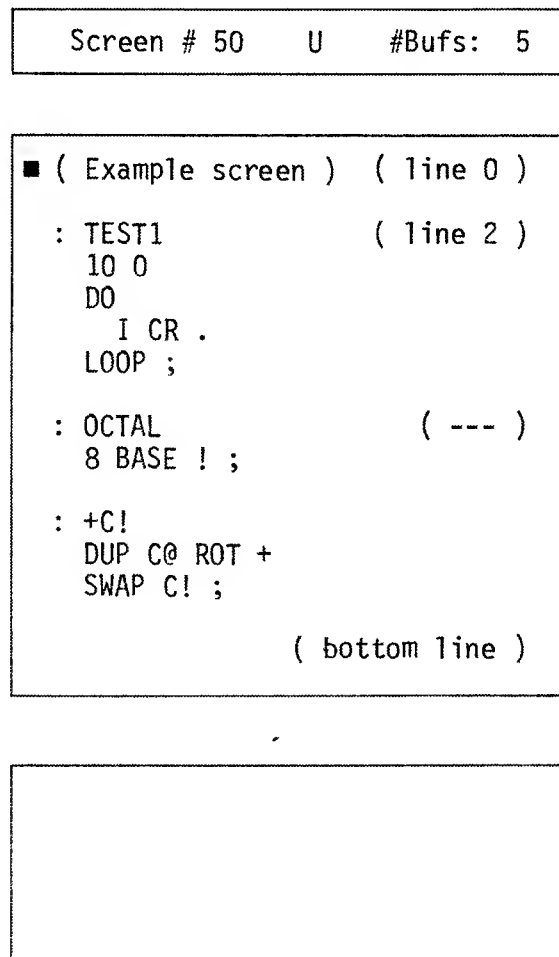 Screen # 50 U #Bufs: 5
■ ( Example screen ) ( line 0 )
: TEST1 ( line 2 )
10 0
DO
I CR .
LOOP ;
: OCTAL ( --- )
8 BASE ! ;
: +C!
DUP C@ ROT +
SWAP C! ;
( bottom line )